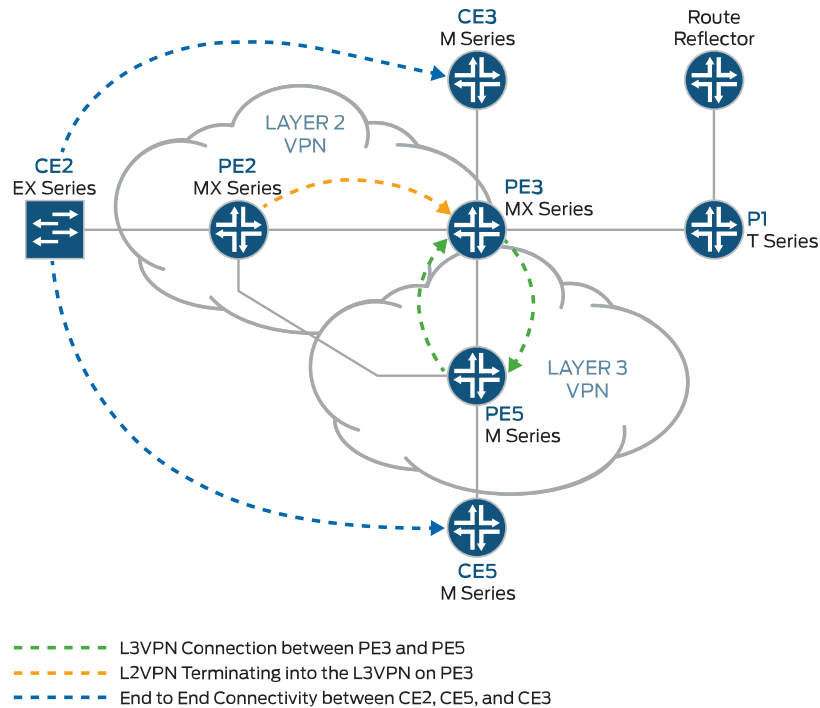 CE3
M Series
Route
Reflector
LAYER 2
VPN
CE2
EX Series
PE2
MX Series
PE3
MX Series
P1
T Series
LAYER 3
VPN
PE5
M Series
CE5
M Series
L3VPN Connection between PE3 and PE5
L2VPN Terminating into the L3VPN on PE3
End to End Connectivity between CE2, CE5, and CE3